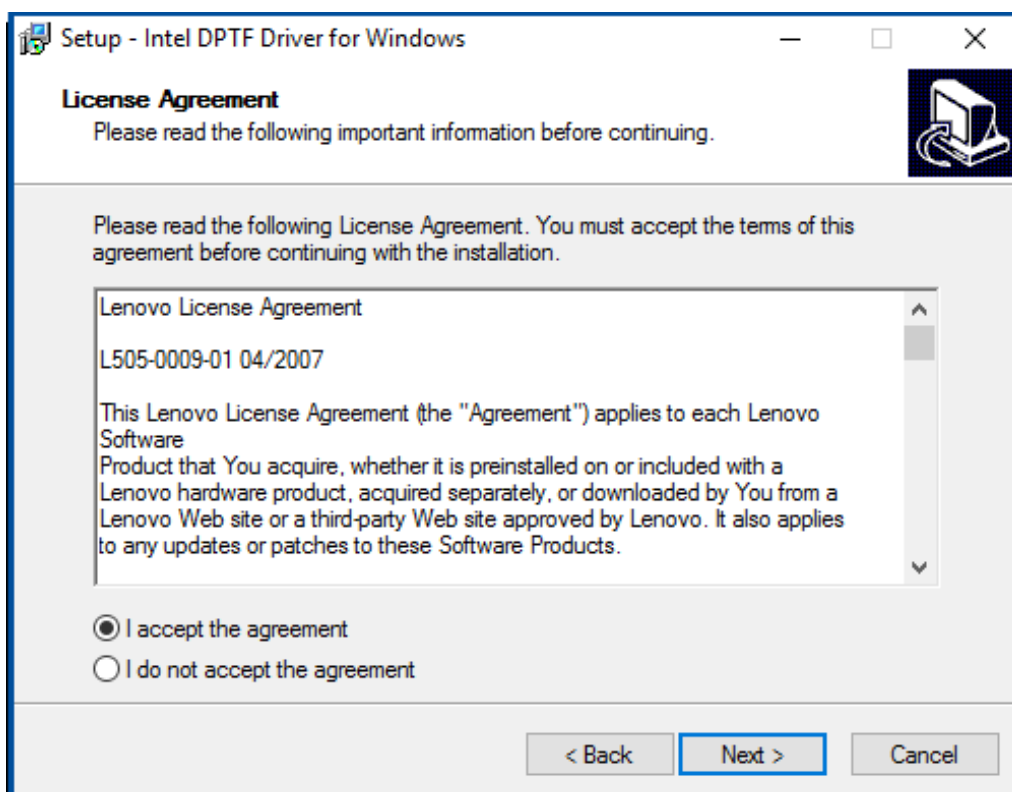 Setup - Intel DPTF Driver for Windows
License Agreement
Please read the following important information before continuing.
Please read the following License Agreement. You must accept the terms of this
agreement before continuing with the installation.
Lenovo License Agreement
L505-0009-01 04/2007
This Lenovo License Agreement (the "Agreement") applies to each Lenovo
Software
Product that You acquire, whether it is preinstalled on or included with a
Lenovo hardware product, acquired separately, or downloaded by You from a
Lenovo Web site or a third-party Web site approved by Lenovo. It also applies
to any updates or patches to these Software Products.
I accept the agreement
I do not accept the agreement
< Back Next > Cancel